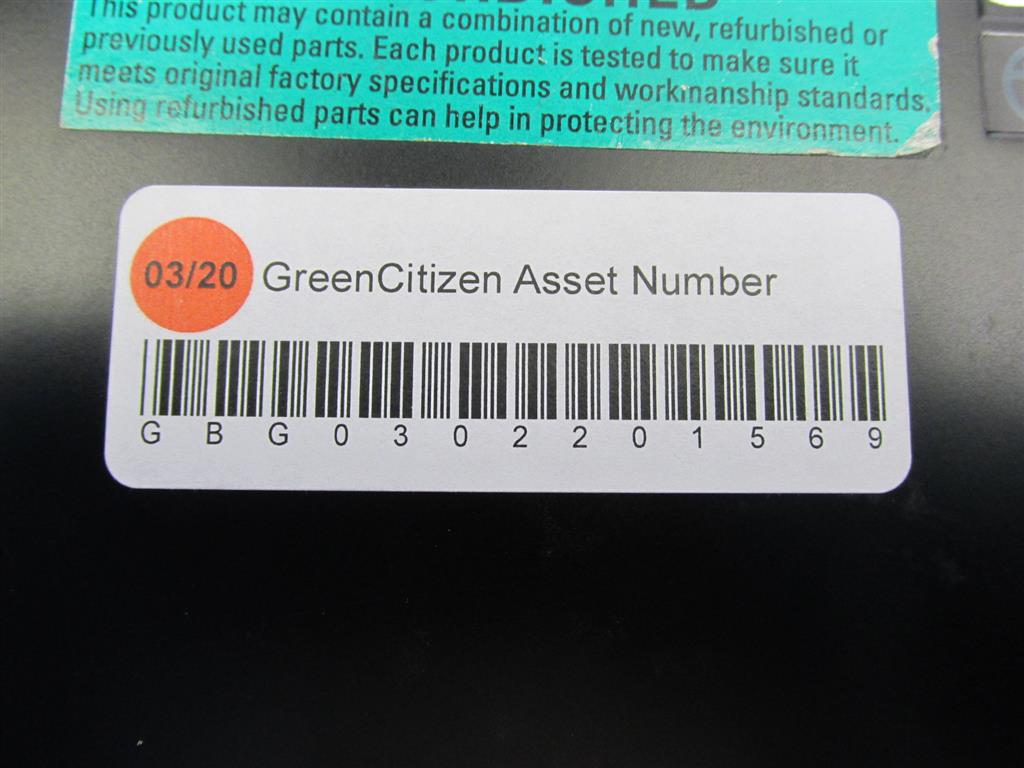 This product may contain a combination of new, refurbished or
previously used parts. Each product is tested to make sure it
meets original factory specifications and workmanship standards.
Using refurbished parts can help in protecting the environment.
03/20 GreenCitizen Asset Number
G B G 0 3 0 2 2 0 1 5 6 9